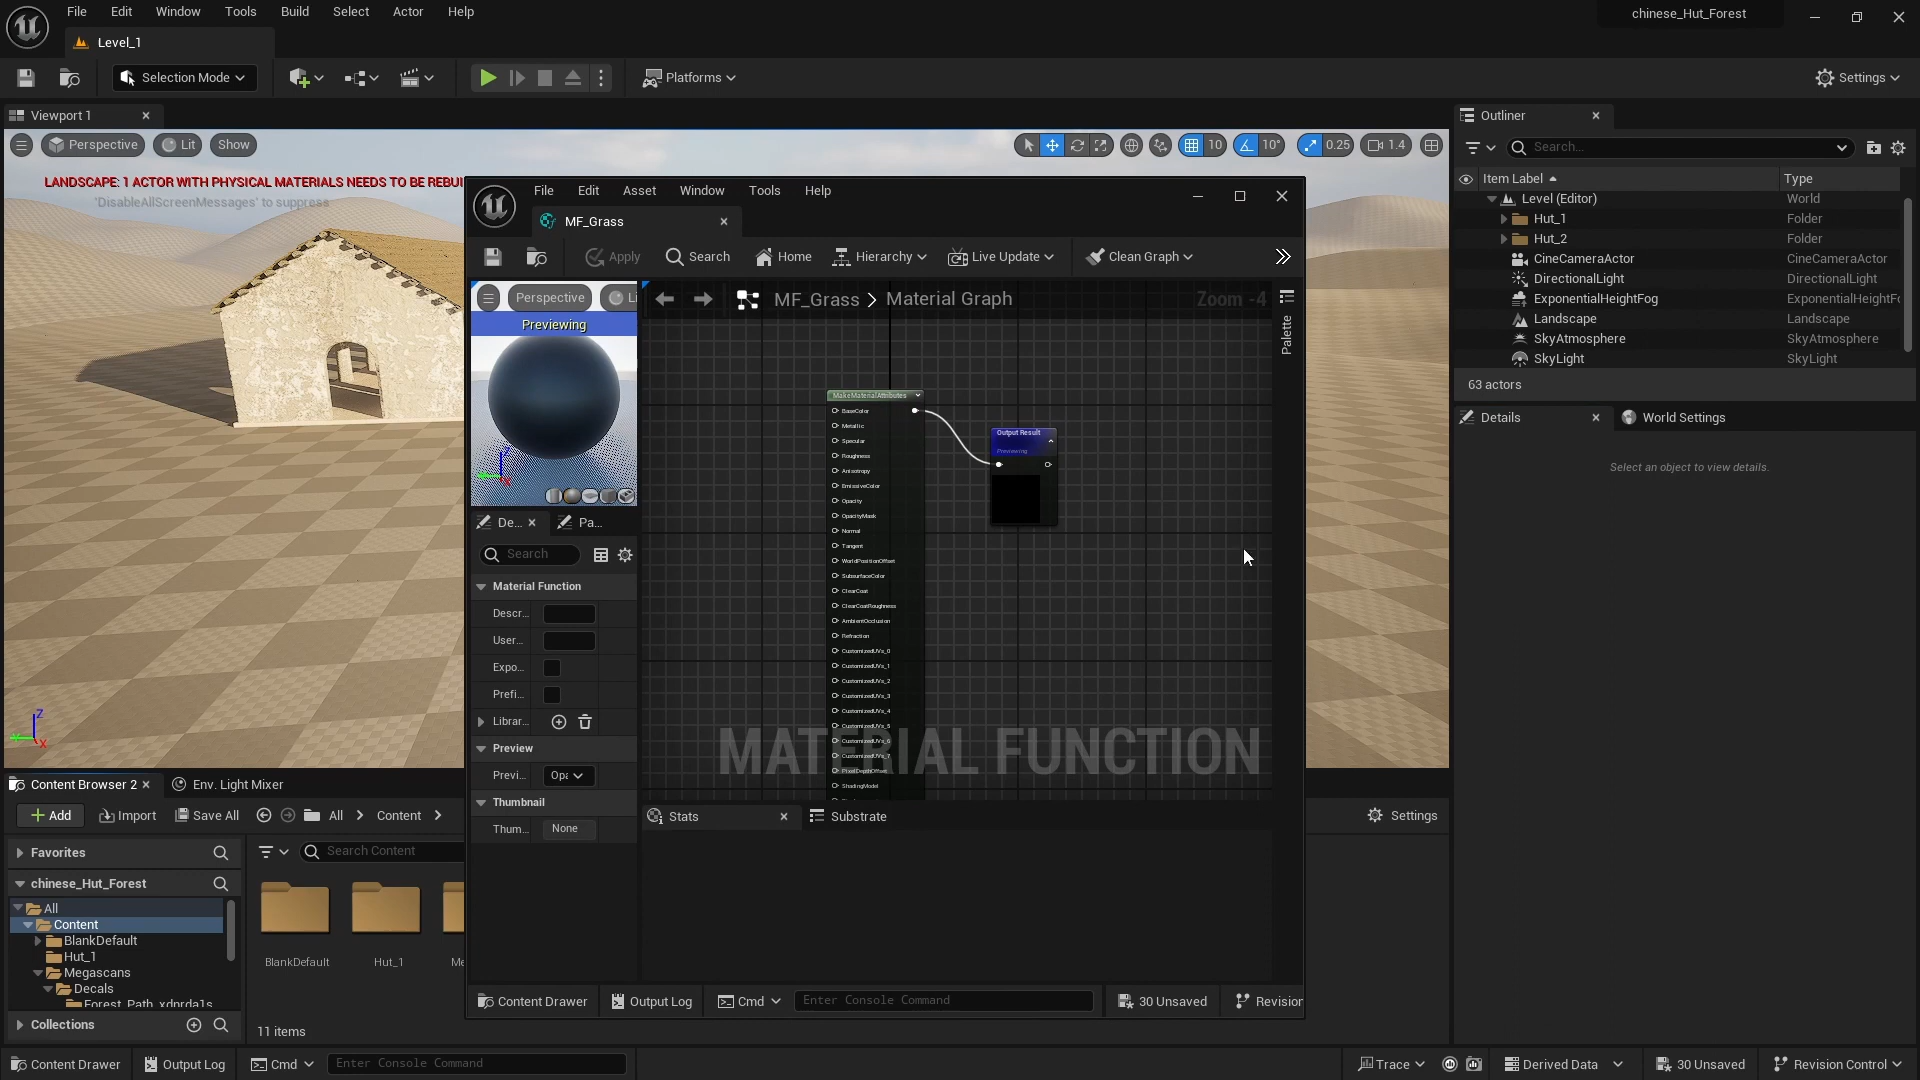 File Edit Window Tools Build Select Actor Help
chinese_Hut_Forest
Level_1
Selection Mode
Platforms
Settings
Viewport 1
Perspective
Lit
Show
10
10°
0.25
1.4
LANDSCAPE: 1 ACTOR WITH PHYSICAL MATERIALS NEEDS TO BE REBUI
'DisableAllScreenMessages' to suppress
Outliner
Search...
Item Label
Type
Level (Editor)
World
Hut_1
Folder
Hut_2
Folder
CineCameraActor
CineCameraActor
DirectionalLight
DirectionalLight
ExponentialHeightFog
ExponentialHeightFo
Landscape
Landscape
SkyAtmosphere
SkyAtmosphere
SkyLight
SkyLight
63 actors
Details
World Settings
Select an object to view details.
File Edit Asset Window Tools Help
MF_Grass
Apply
Search
Home
Hierarchy
Live Update
Clean Graph
Perspective
Li
Previewing
MF_Grass > Material Graph
Zoom -4
Palette
MakeMaterialAttributes
BaseColor
Metallic
Specular
Roughness
Anisotropy
EmissiveColor
Opacity
OpacityMask
Normal
Tangent
WorldPositionOffset
SubsurfaceColor
ClearCoat
ClearCoatRoughness
AmbientOcclusion
Refraction
CustomizedUVs_0
CustomizedUVs_1
CustomizedUVs_2
CustomizedUVs_3
CustomizedUVs_4
CustomizedUVs_5
CustomizedUVs_6
CustomizedUVs_7
PixelDepthOffset
ShadingModel
Output Result
Previewing
MATERIAL FUNCTION
De...
Pa...
Search
Material Function
Descr...
User...
Expo...
Prefi...
Librar...
Preview
Previ...
Opa
Thumbnail
Thum...
None
Stats
Substrate
Content Drawer
Output Log
Cmd
Enter Console Command
30 Unsaved
Revision
Content Browser 2
Env. Light Mixer
Add
Import
Save All
All
Content
Settings
Favorites
Search Content
chinese_Hut_Forest
All
Content
BlankDefault
Hut_1
Megascans
Decals
Forest_Path_xdnrda1s
Collections
BlankDefault
Hut_1
Me
11 items
Content Drawer
Output Log
Cmd
Enter Console Command
Trace
Derived Data
30 Unsaved
Revision Control